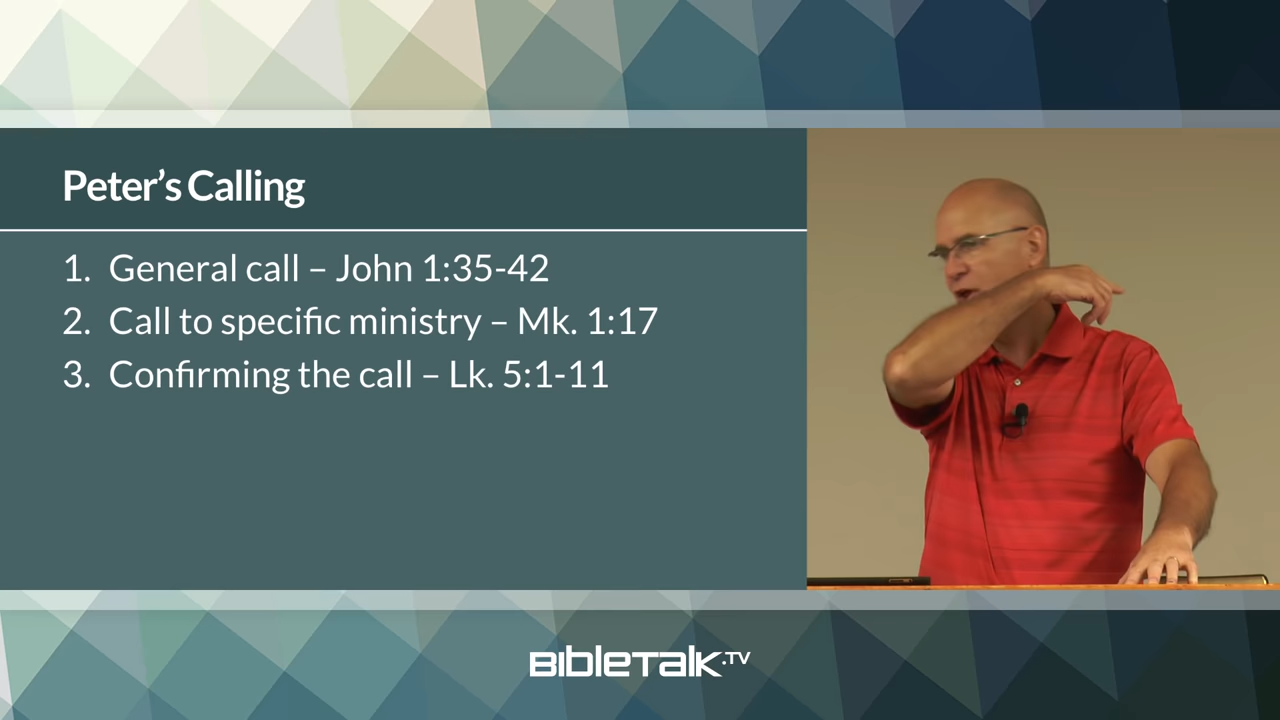 Peter's Calling
1. General call – John 1:35-42
2. Call to specific ministry – Mk. 1:17
3. Confirming the call – Lk. 5:1-11
BIBLETALK.TV